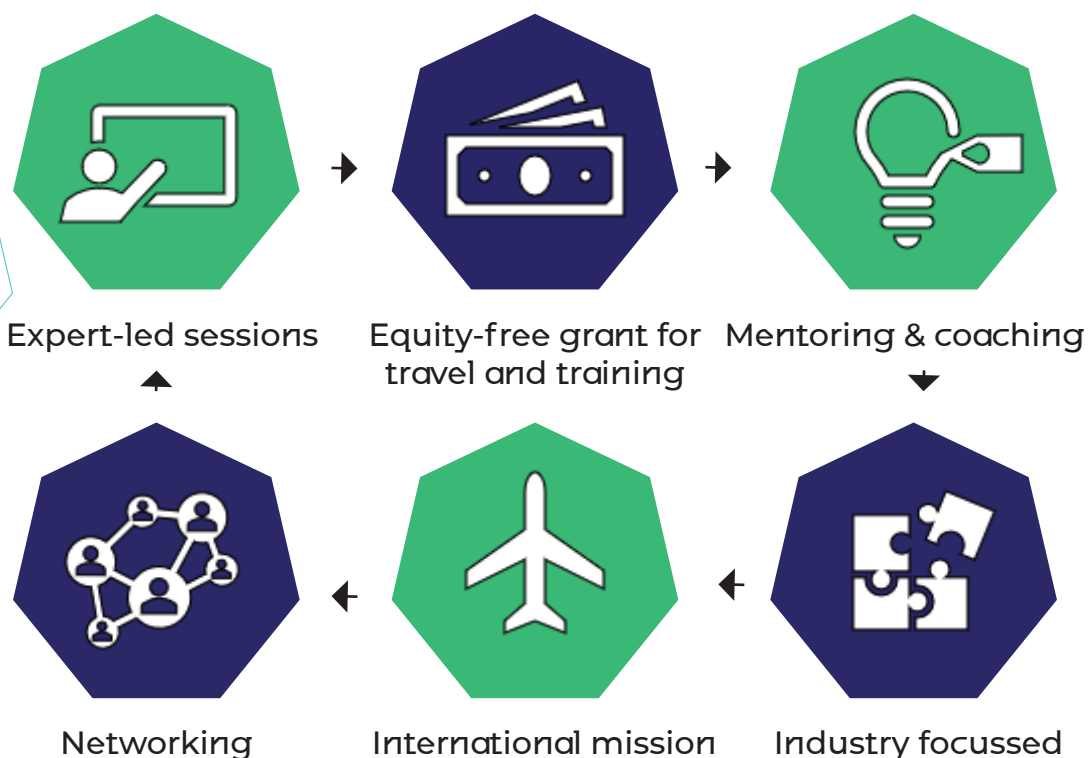 Expert-led sessions
Equity-free grant for
travel and training
Mentoring & coaching
Networking
International mission
Industry focussed